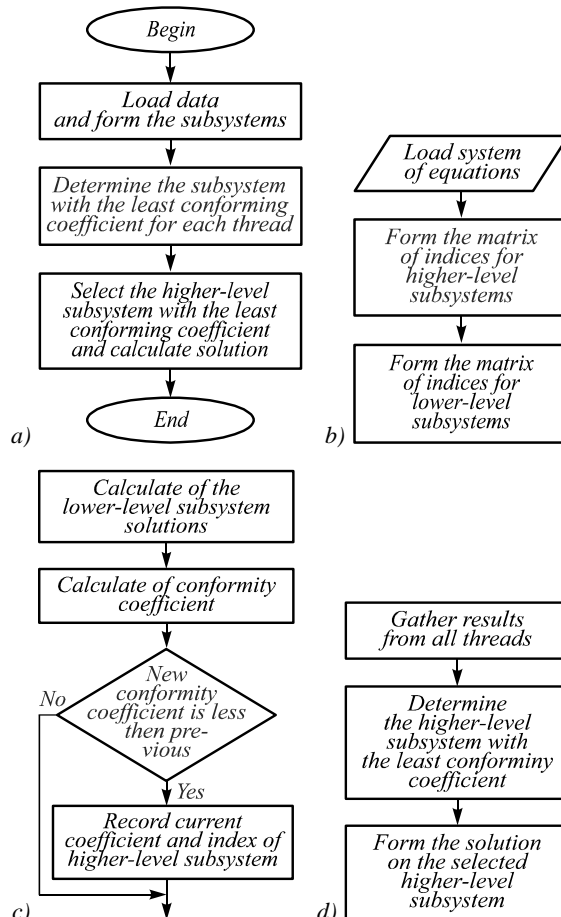 Begin
Load data
and form the subsystems
Determine the subsystem
with the least conforming
coefficient for each thread
Select the higher-level
subsystem with the least
conforming coefficient
and calculate solution
End
a)
Load system
of equations
Form the matrix
of indices for
higher-level
subsystems
Form the matrix
of indices for
lower-level
subsystems
b)
Calculate of the
lower-lewel subsystem
solutions
Calculate of conformity
coefficient
New
conformity
coefficient is less
then pre-
vious
No
Yes
Record current
coefficient and index of
higher-level subsystem
c)
Gather results
from all threads
Determine
the higher-level
subsystem with
the least conforminy
coefficient
Form the solution
on the selected
higher-level
subsystem
d)